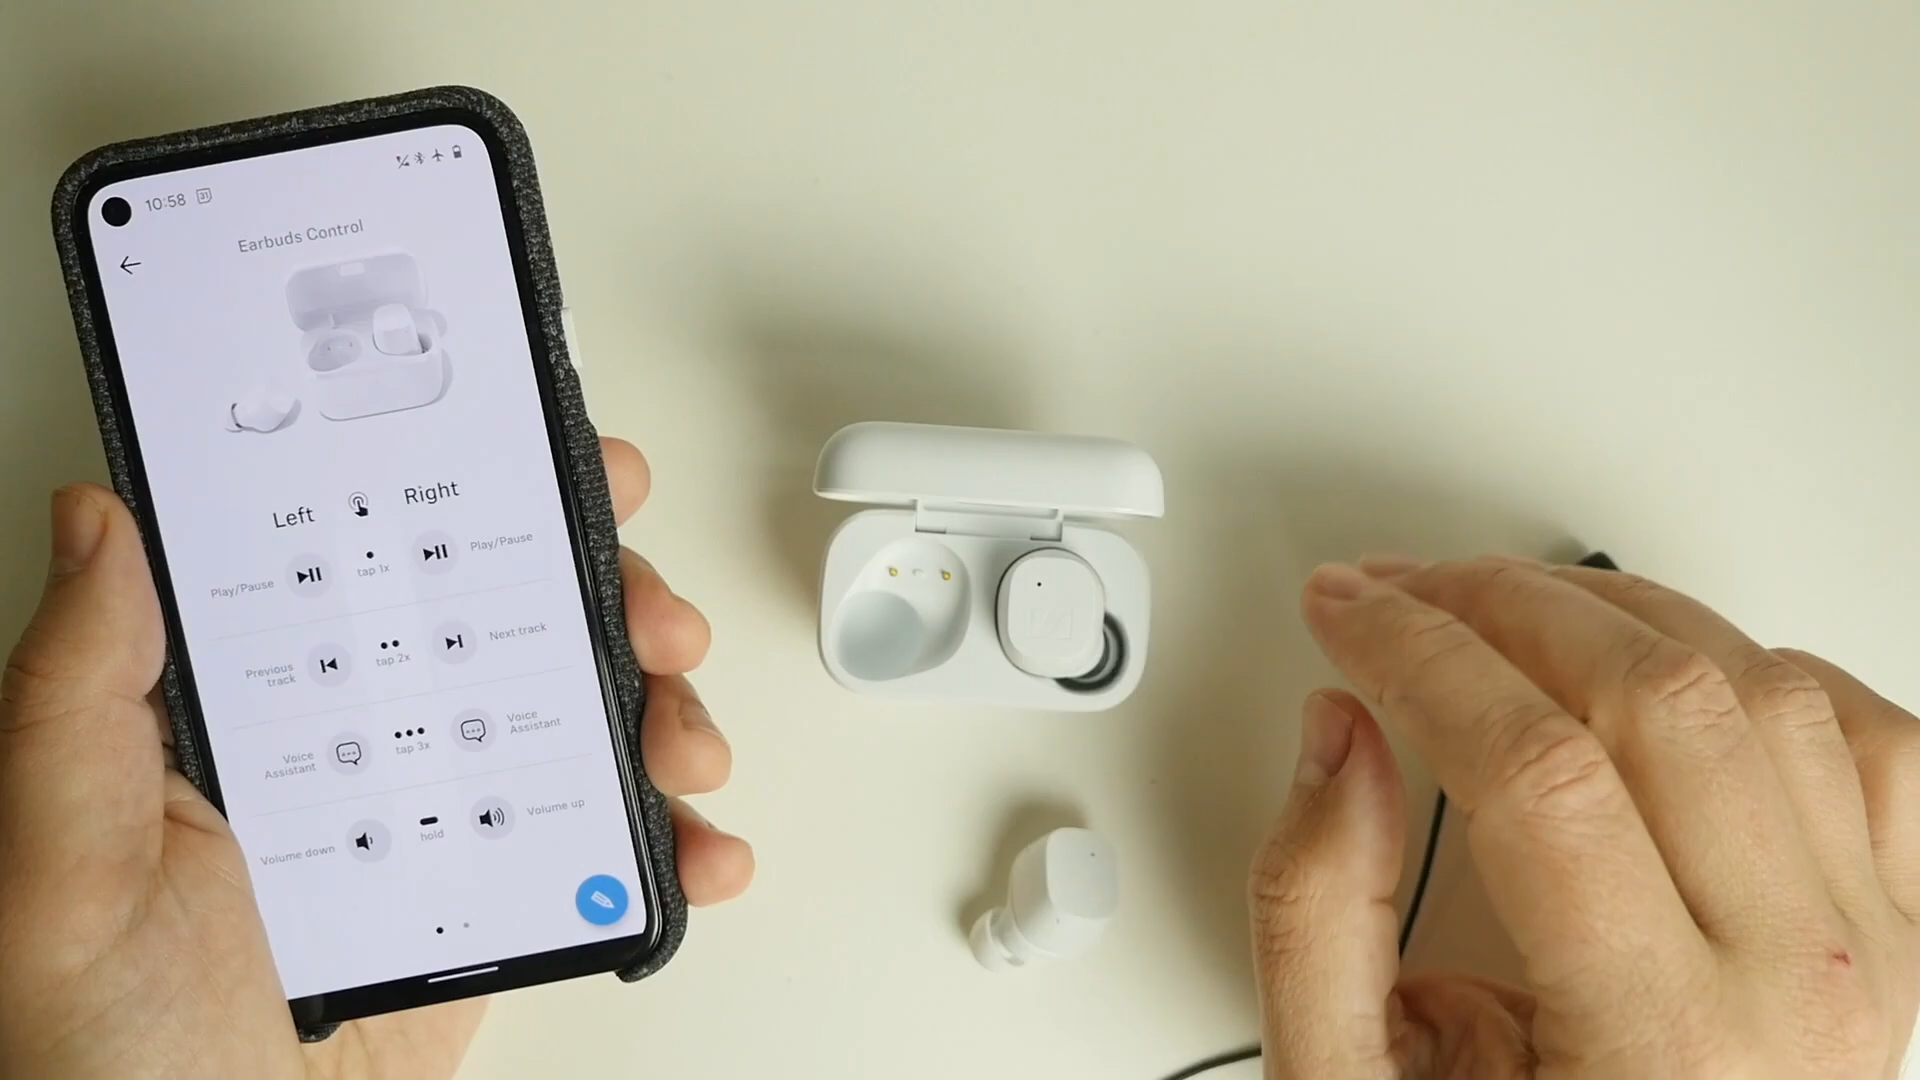 10:58 31
Earbuds Control
Left Right
Play/Pause tap 1x Play/Pause
Previous
track
tap 2x Next track
Voice
Assistant
tap 3x Voice
Assistant
Volume down hold Volume up